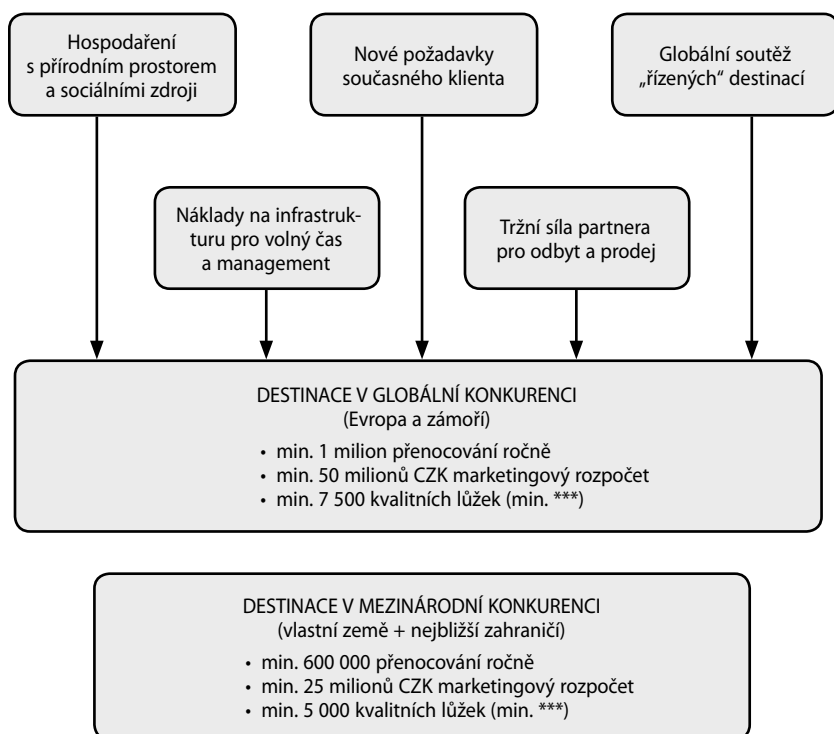 Hospodaření
s přírodním prostorem
a sociálními zdroji
Nové požadavky
současného klienta
Globální soutěž
„řízených“ destinací
Náklady na infrastruk-
turu pro volný čas
a management
Tržní síla partnera
pro odbyt a prodej
DESTINACE V GLOBÁLNÍ KONKURENCI
(Evropa a zámoří)
• min. 1 milion přenocování ročně
• min. 50 milionů CZK marketingový rozpočet
• min. 7 500 kvalitních lůžek (min. ***)
DESTINACE V MEZINÁRODNÍ KONKURENCI
(vlastní země + nejbližší zahraničí)
• min. 600 000 přenocování ročně
• min. 25 milionů CZK marketingový rozpočet
• min. 5 000 kvalitních lůžek (min. ***)